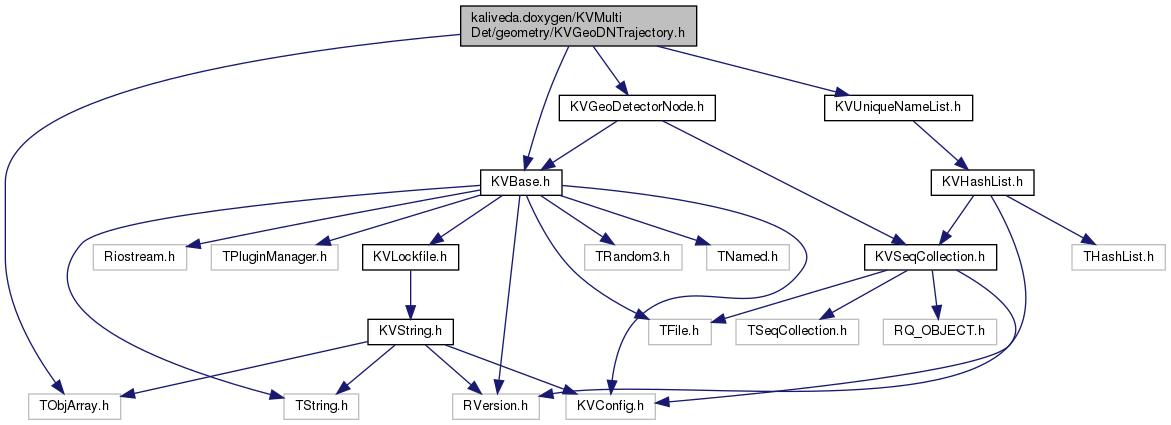 kaliveda.doxygen/KVMulti
Det/geometry/KVGeoDNTrajectory.h
KVGeoDetectorNode.h
KVUniqueNameList.h
KVBase.h
KVHashList.h
Riostream.h
TPluginManager.h
KVLockfile.h
TRandom3.h
TNamed.h
KVSeqCollection.h
THashList.h
KVString.h
TFile.h
TSeqCollection.h
RQ_OBJECT.h
TObjArray.h
TString.h
RVersion.h
KVConfig.h